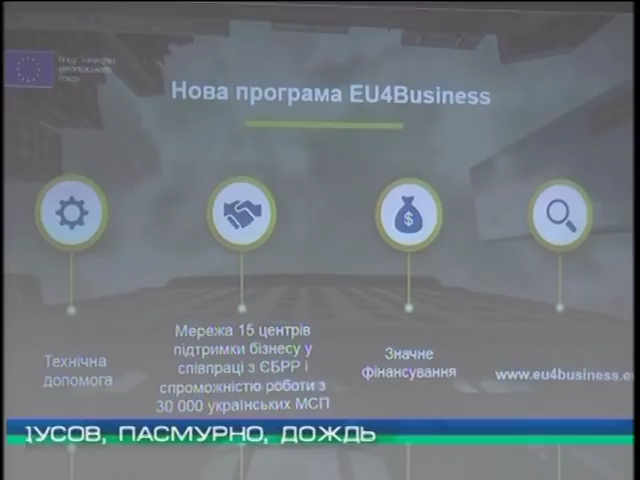 Нова програма EU4Business
Технічна
допомога
Мережа 15 центрів
підтримки бізнесу у
співпраці з ЄБРР і
спроможністю роботи з
30 000 українських МСП
Значне
фінансування
www.eu4business.e
УСОВ, ПАСМУРНО, ДОЖДЬ